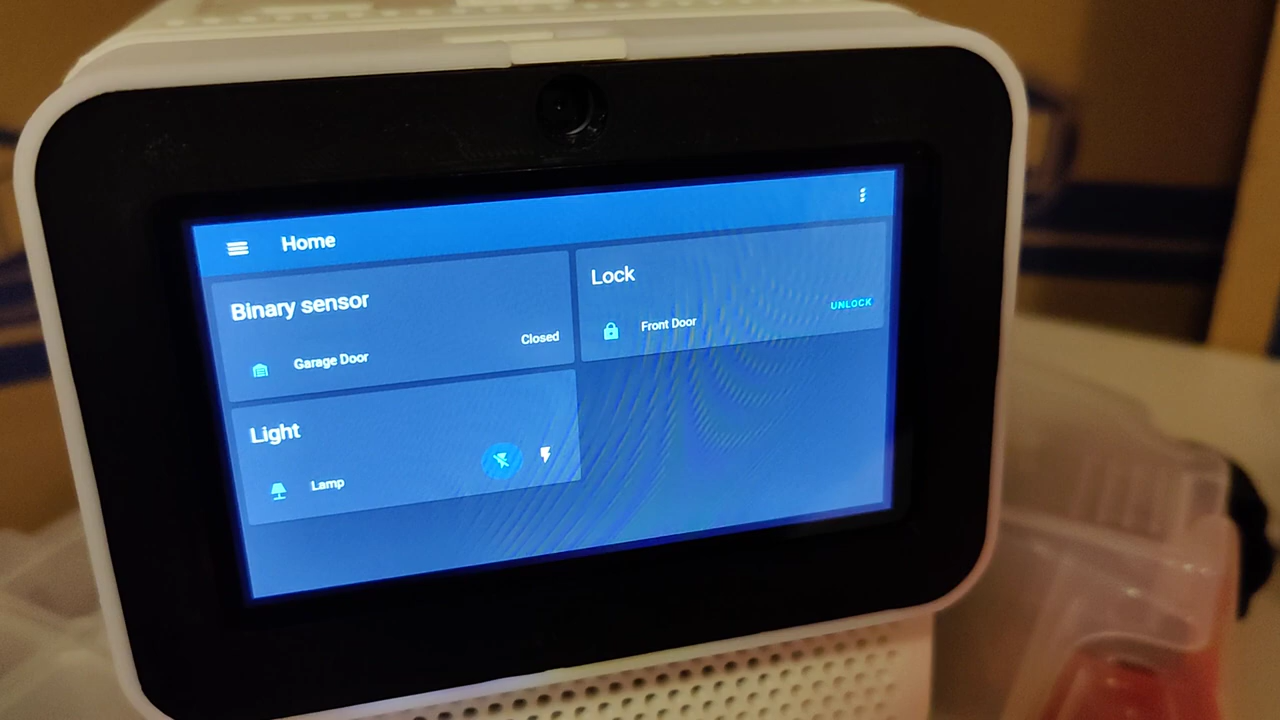 Home
Binary sensor
Garage Door Closed
Light
Lamp
Lock
Front Door UNLOCK